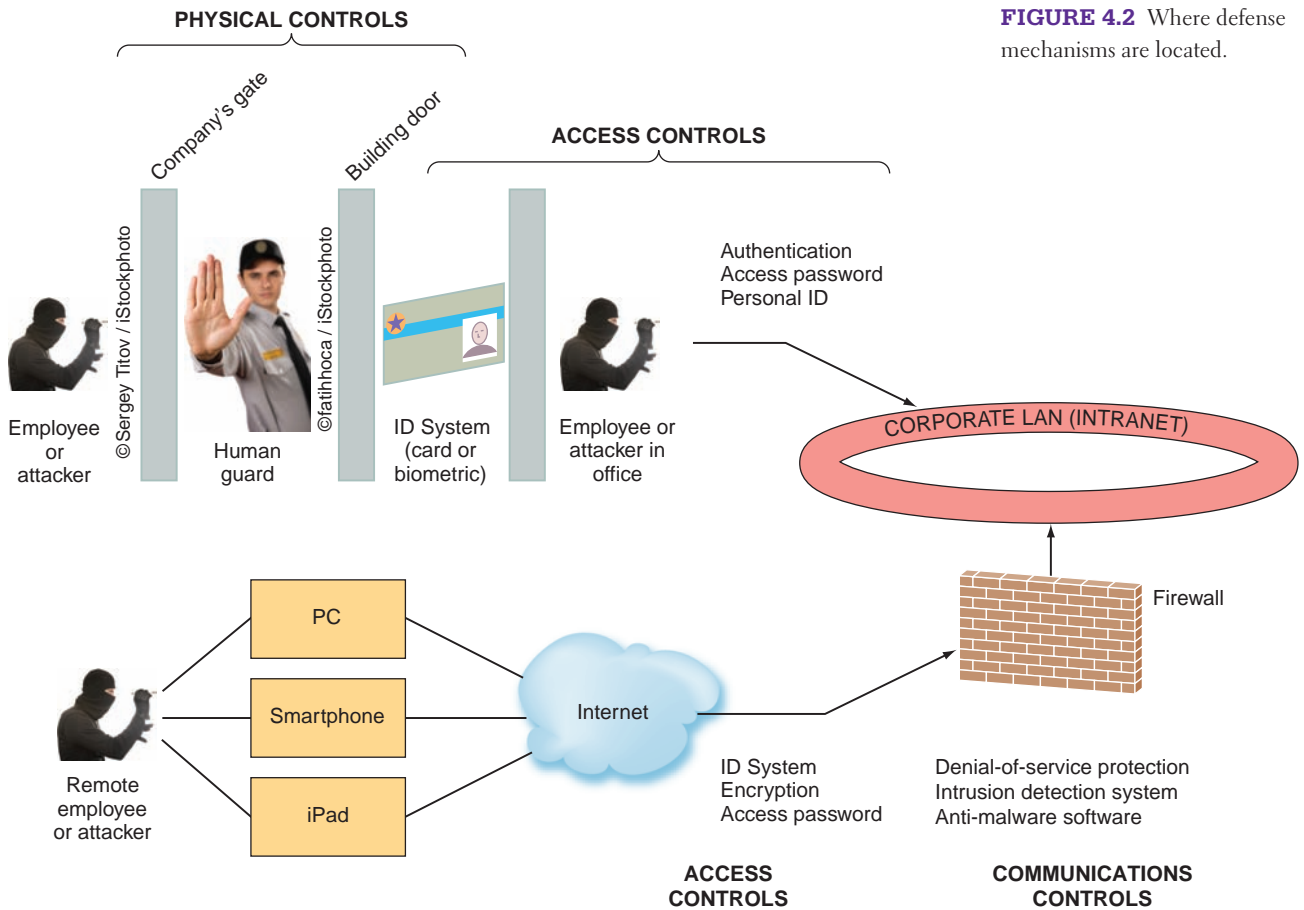 PHYSICAL CONTROLS
FIGURE 4.2 Where defense
mechanisms are located.
Company's gate
Building door
ACCESS CONTROLS
©Sergey Titov / iStockphoto
©fatihhoca / iStockphoto
Authentication
Access password
Personal ID
Employee
or
attacker
Human
guard
ID System
(card or
biometric)
Employee or
attacker in
office
CORPORATE LAN (INTRANET)
PC
Smartphone
iPad
Internet
Firewall
Remote
employee
or attacker
ID System
Encryption
Access password
Denial-of-service protection
Intrusion detection system
Anti-malware software
ACCESS
CONTROLS
COMMUNICATIONS
CONTROLS